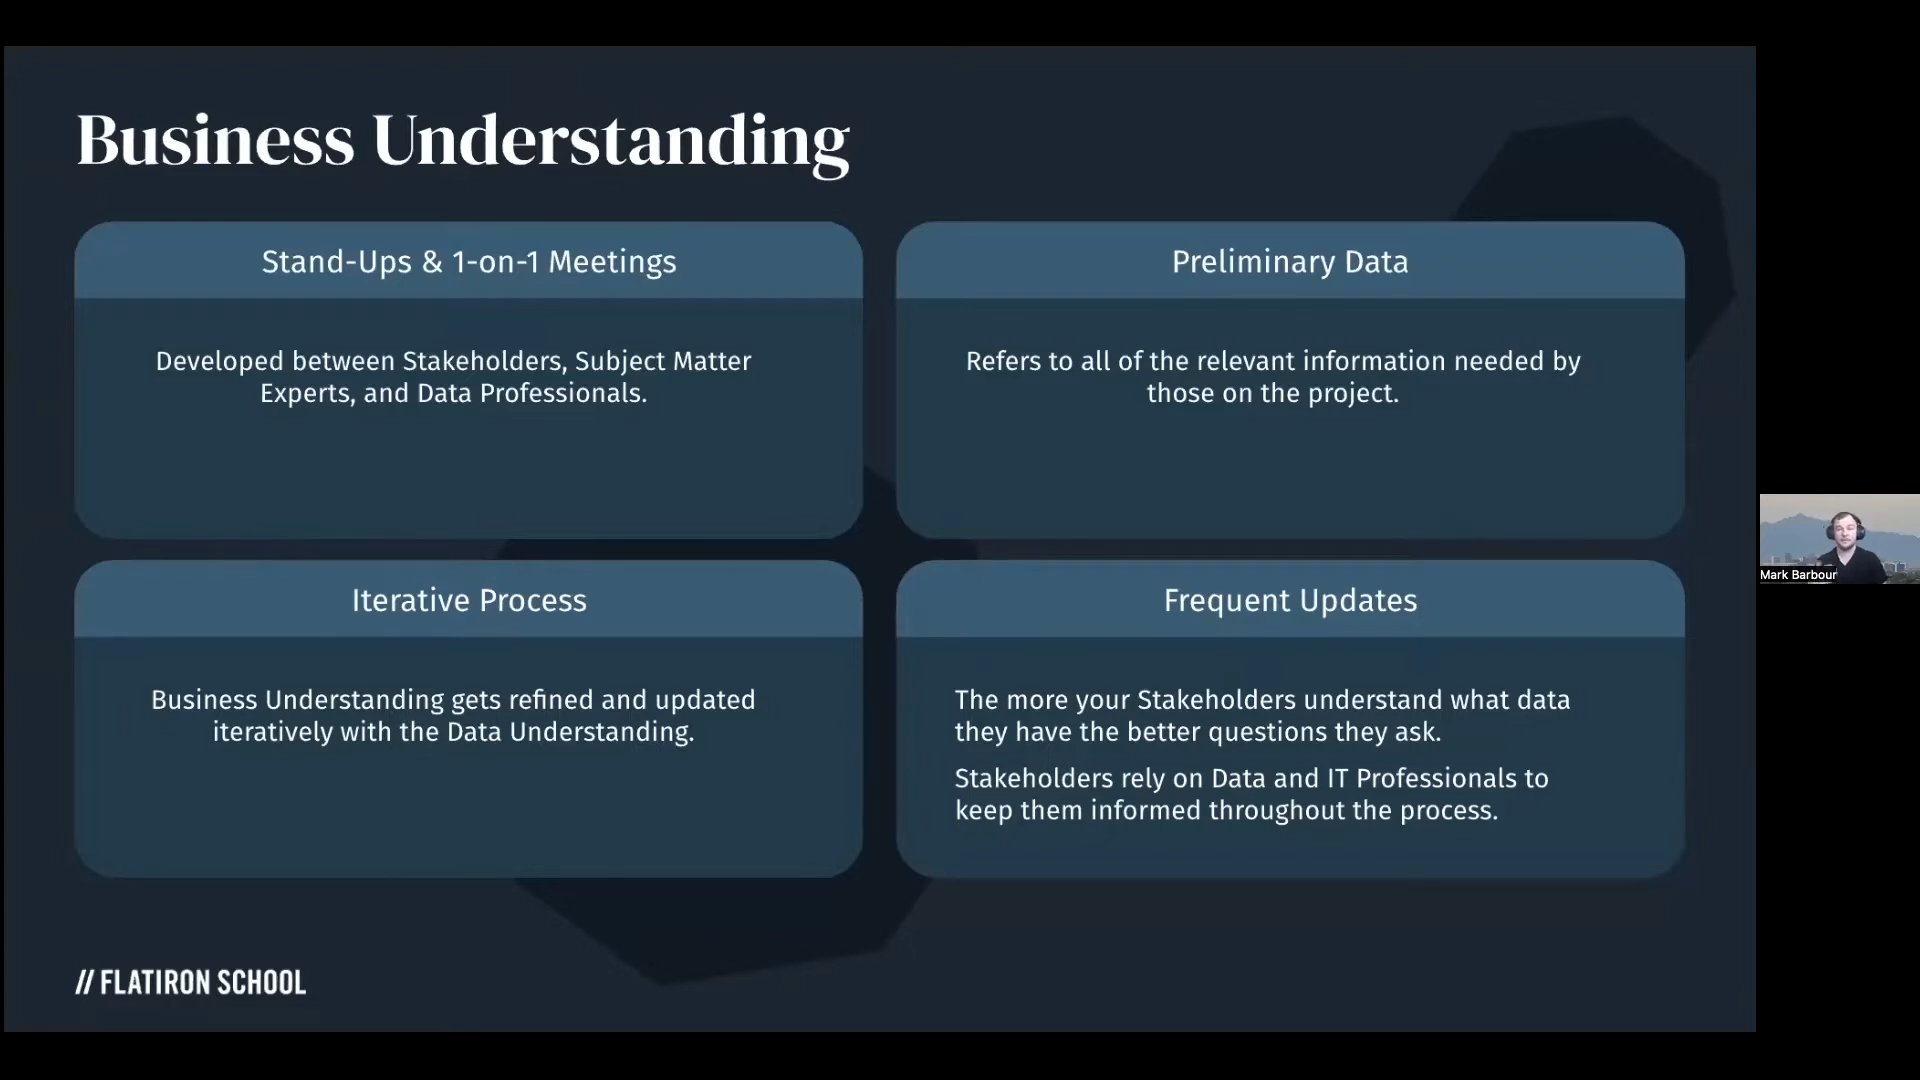 Business Understanding
Stand-Ups & 1-on-1 Meetings
Developed between Stakeholders, Subject Matter
Experts, and Data Professionals.
Preliminary Data
Refers to all of the relevant information needed by
those on the project.
Iterative Process
Business Understanding gets refined and updated
iteratively with the Data Understanding.
Frequent Updates
The more your Stakeholders understand what data
they have the better questions they ask.
Stakeholders rely on Data and IT Professionals to
keep them informed throughout the process.
// FLATIRON SCHOOL
Mark Barbour